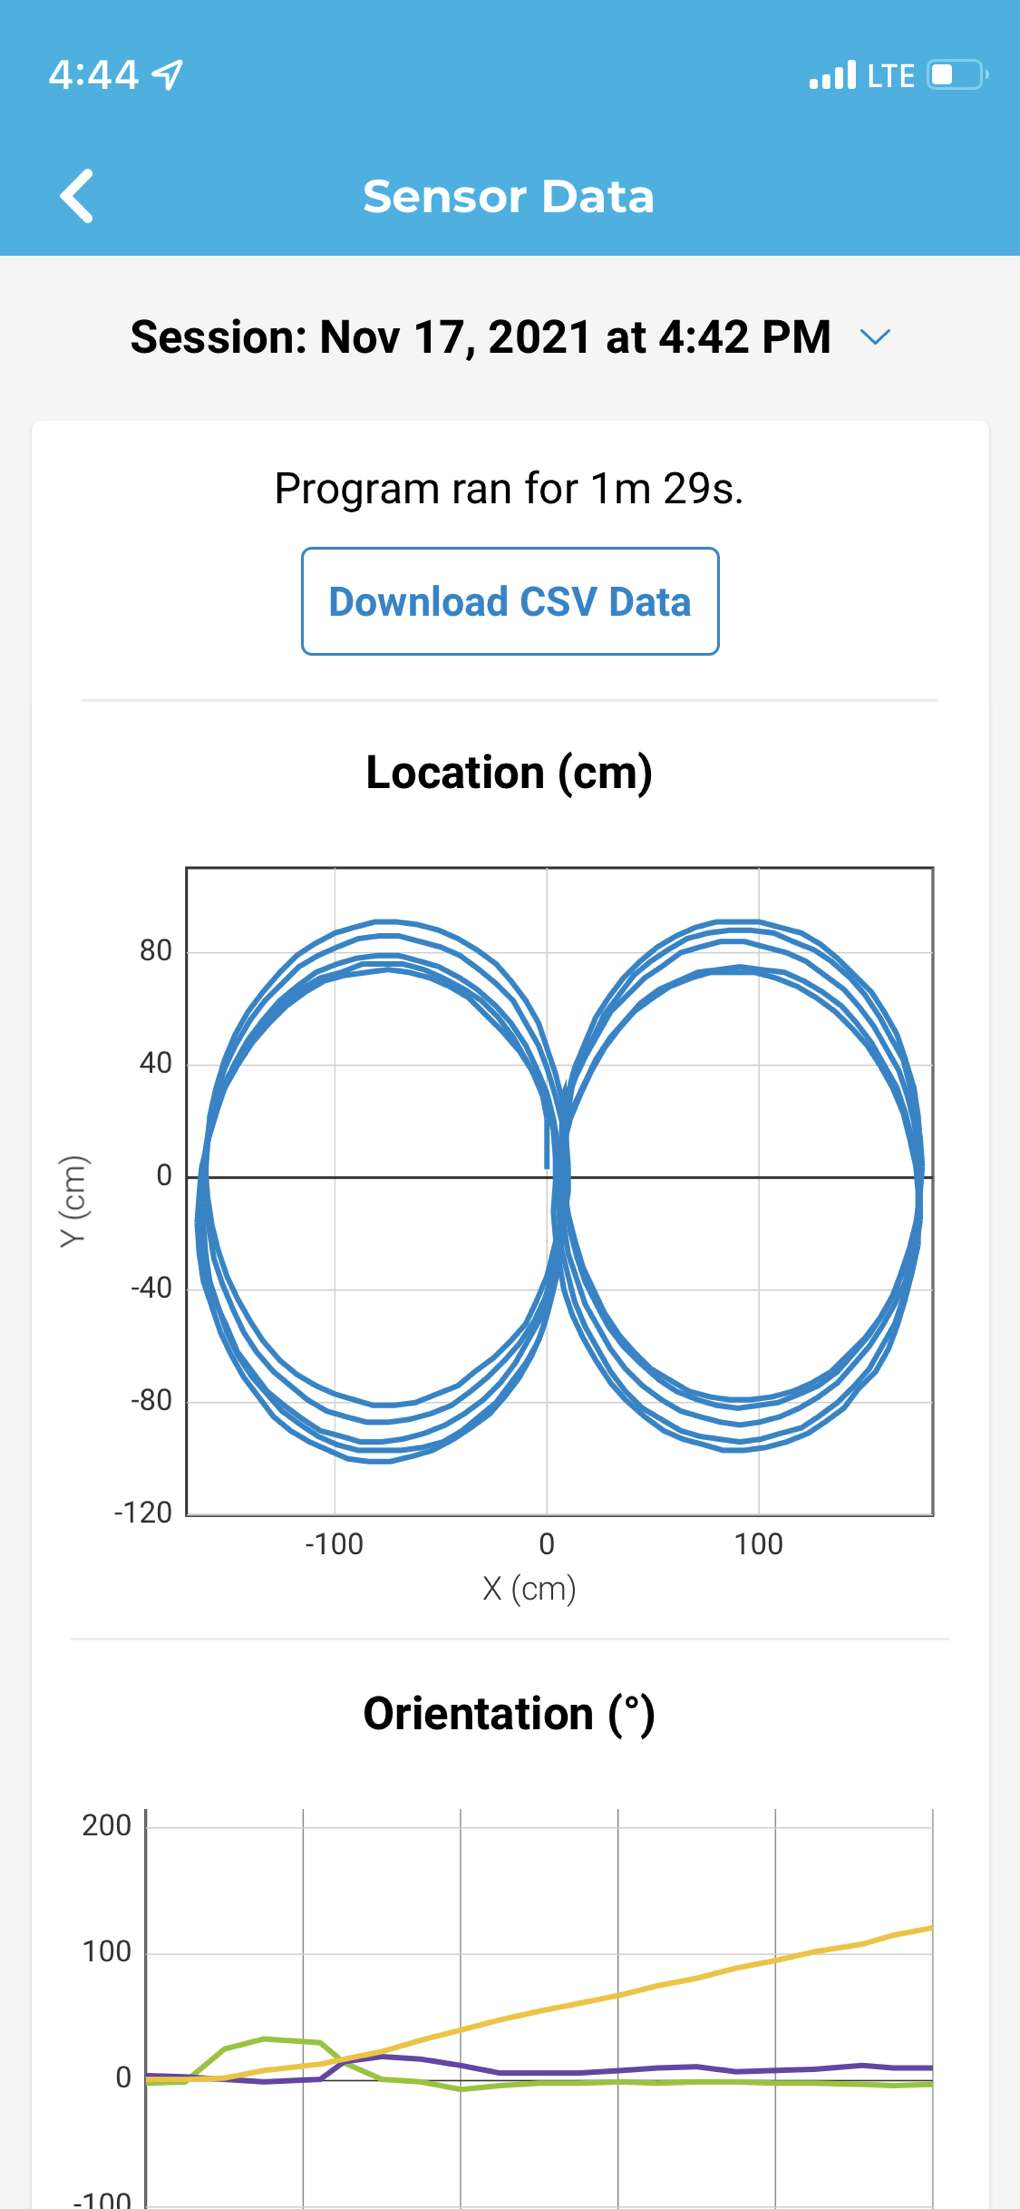 4:44 LTE
Sensor Data
Session: Nov 17, 2021 at 4:42 PM
Program ran for 1m 29s.
Download CSV Data
Location (cm)
80
40
0
-40
-80
-120
Y (cm)
-100 0 100
X (cm)
Orientation (°)
200
100
0
-100